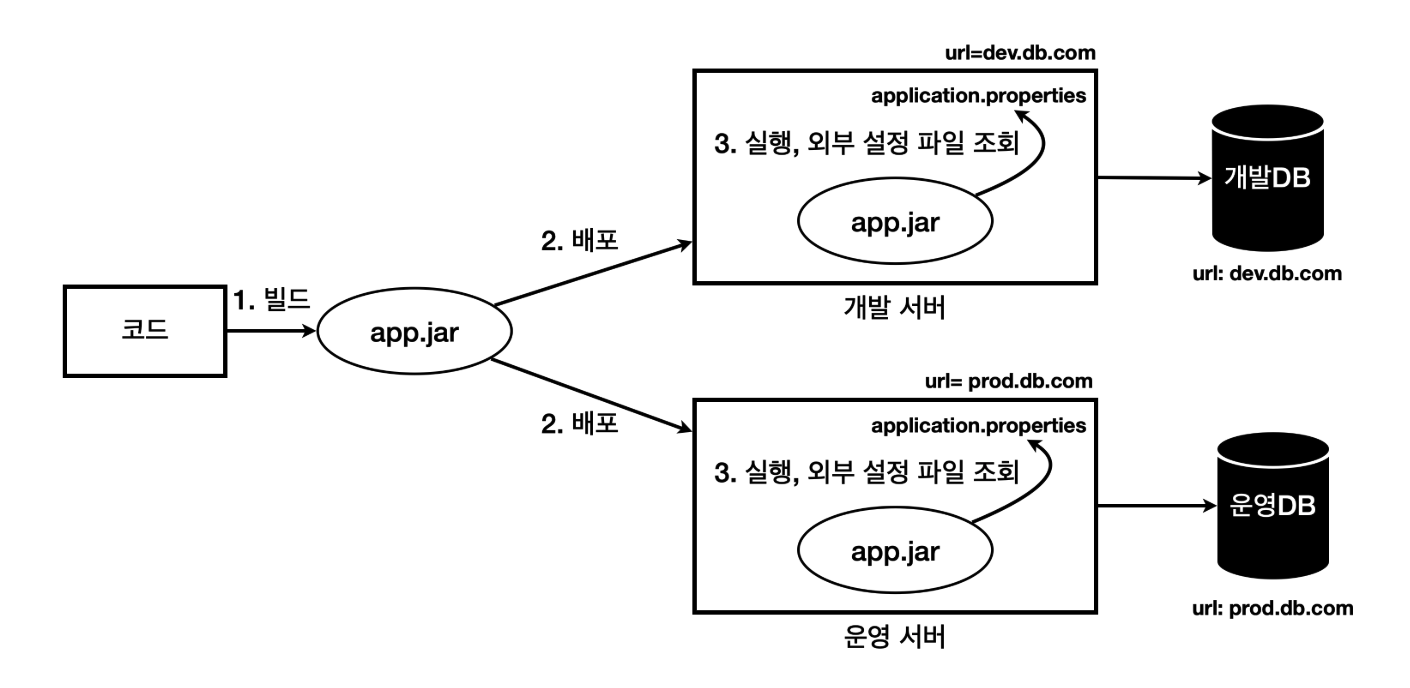 코드
1. 빌드
app.jar
2. 배포
url=dev.db.com
application.properties
3. 실행, 외부 설정 파일 조회
app.jar
개발 서버
개발DB
url: dev.db.com
2. 배포
url= prod.db.com
application.properties
3. 실행, 외부 설정 파일 조회
app.jar
운영 서버
운영DB
url: prod.db.com